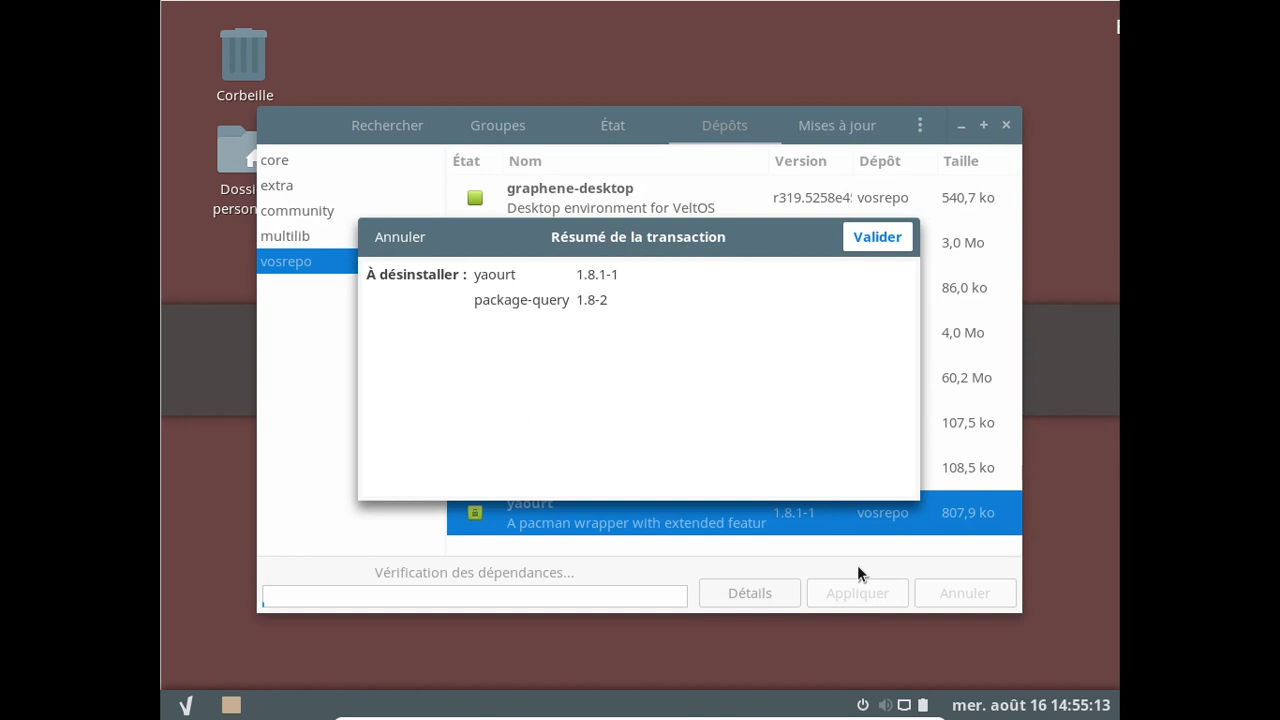 Corbeille
Dossi
person
Rechercher Groupes État Dépôts Mises à jour
core
extra
community
multilib
vosrepo
État Nom Version Dépôt Taille
graphene-desktop
Desktop environment for VeltOS
r319.5258e4 vosrepo 540,7 ko
3,0 Mo
86,0 ko
4,0 Mo
60,2 Mo
107,5 ko
108,5 ko
Annuler Résumé de la transaction Valider
À désinstaller : yaourt 1.8.1-1
package-query 1.8-2
yaourt
A pacman wrapper with extended featur
1.8.1-1 vosrepo 807,9 ko
Vérification des dépendances...
Détails Appliquer Annuler
mer. août 16 14:55:13